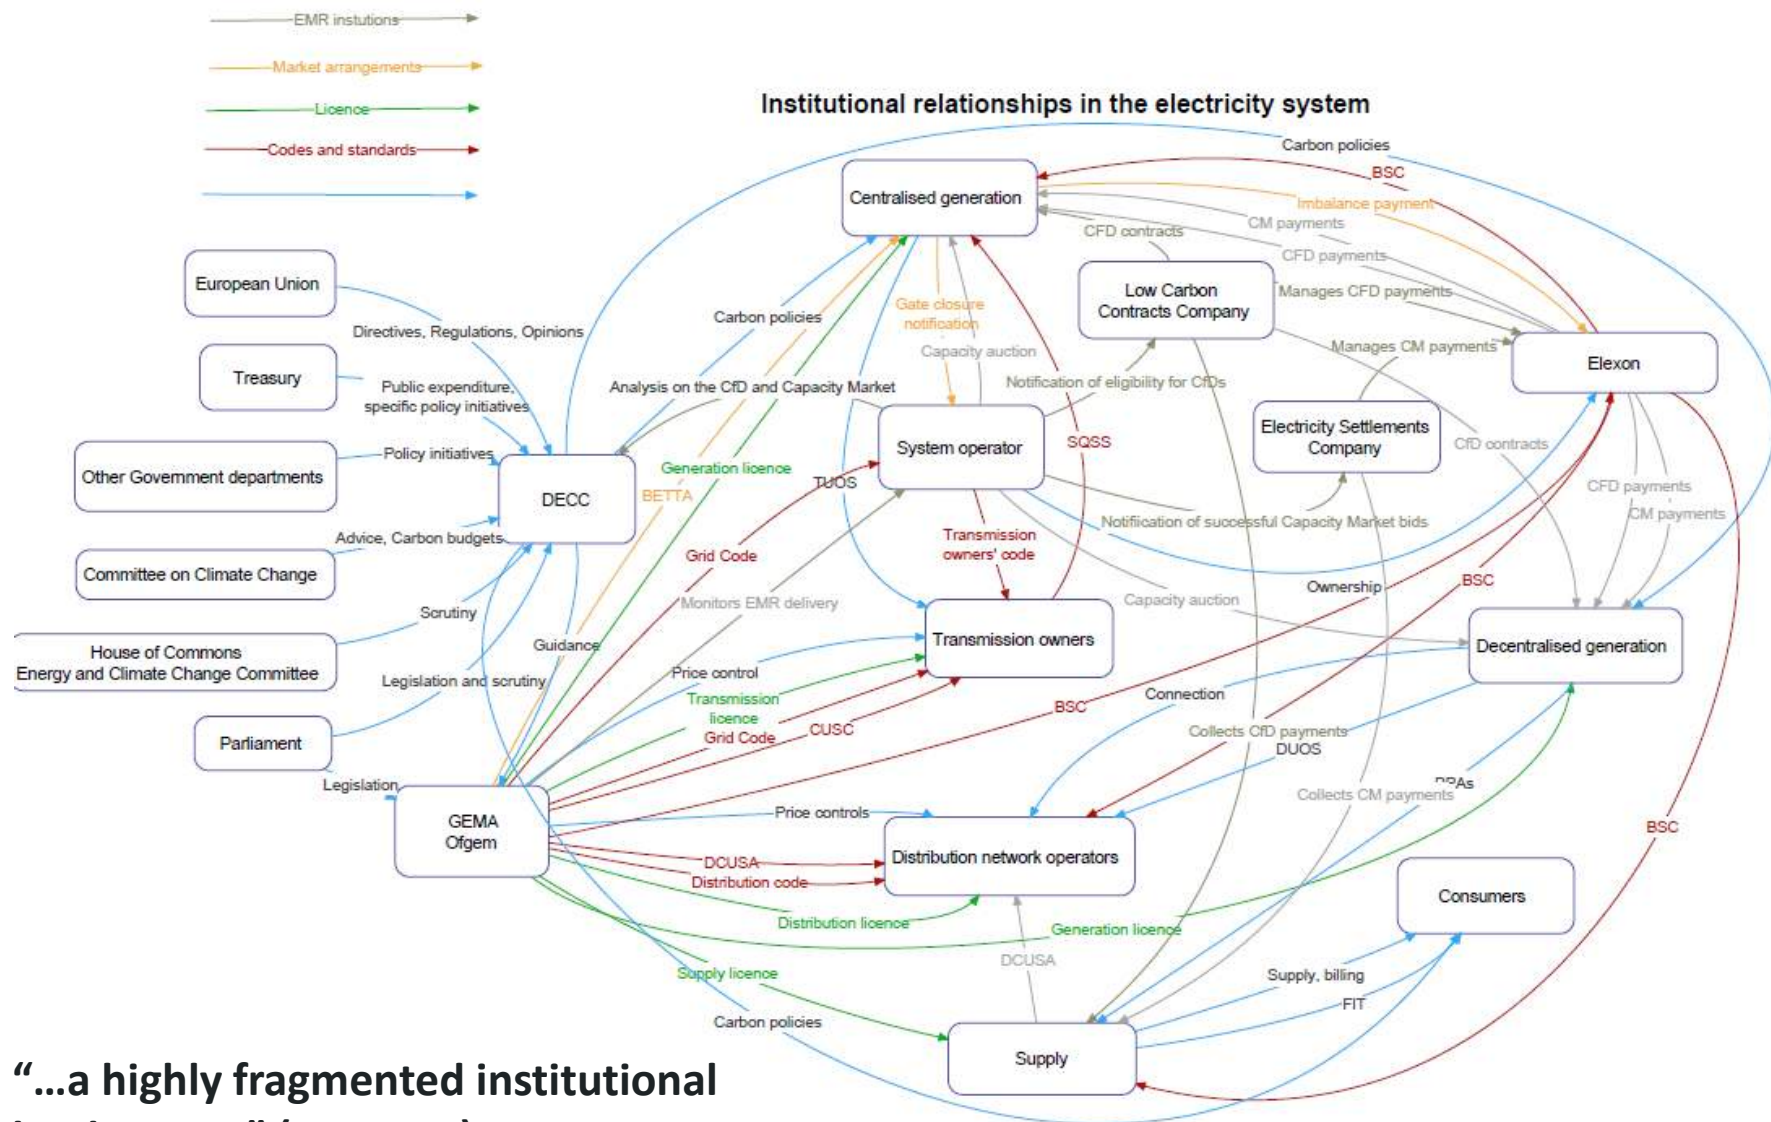 EMR instutions
Market arrangements
Licence
Codes and standards
Institutional relationships in the electricity system
Carbon policies
BSC
Centralised generation
Imbalance payment
CM payments
CFD contracts
CFD payments
European Union
Low Carbon
Contracts Company
Manages CFD payments
Directives, Regulations, Opinions
Carbon policies
Gate closure
notification
Capacity auction
Manages CM payments
Elexon
Treasury
Public expenditure,
specific policy initiatives
Analysis on the CfD and Capacity Market
Notification of eligibility for CfDs
Other Government departments
Policy initiatives
DECC
Generation licence
BETTA
TUOS
System operator
SQSS
Electricity Settlements
Company
CfD contracts
CFD payments
CM payments
Notification of successful Capacity Market bids
Advice, Carbon budgets
Committee on Climate Change
Grid Code
Transmission
owners' code
Monitors EMR delivery
Capacity auction
Ownership
BSC
Scrutiny
House of Commons
Energy and Climate Change Committee
Guidance
Transmission owners
Decentralised generation
Legislation and scrutiny
Price control
Transmission
licence
Grid Code
CUSC
BSC
Connection
Collects CfD payments
DUOS
Parliament
Legislation
GEMA
Ofgem
Price controls
Collects CM payments
BSC
DCUSA
Distribution code
Distribution network operators
Distribution licence
Generation licence
Consumers
Supply licence
DCUSA
Supply, billing
FIT
Carbon policies
Supply
“…a highly fragmented institutional